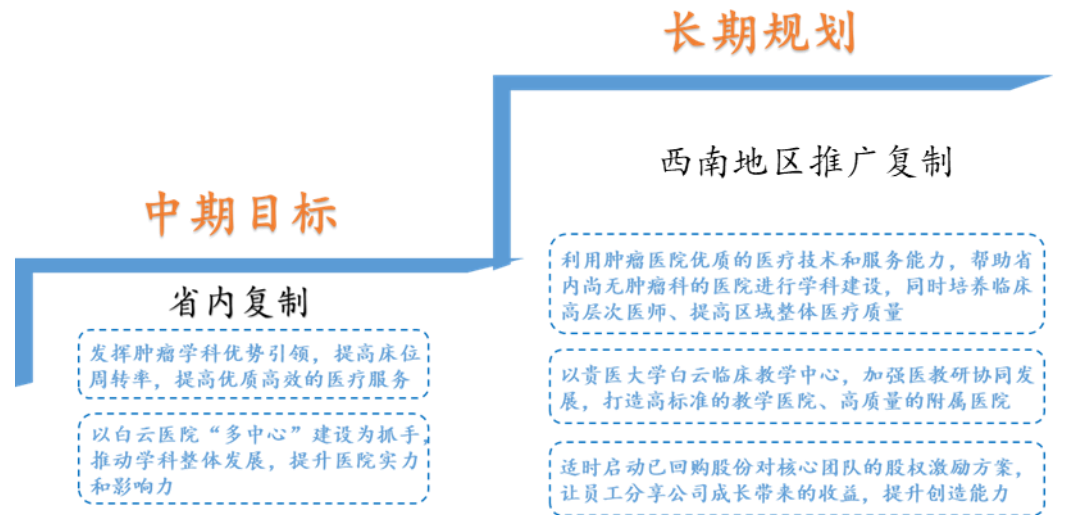 中期目标
省内复制
发挥肿瘤学科优势引领，提高床位
周转率，提高优质高效的医疗服务
以白云医院“多中心”建设为抓手，
推动学科整体发展，提升医院实力
和影响力
长期规划
西南地区推广复制
利用肿瘤医院优质的医疗技术和服务能力，帮助省
内尚无肿瘤科的医院进行学科建设，同时培养临床
高层次医师、提高区域整体医疗质量
以贵医大学白云临床教学中心，加强医教研协同发
展，打造高标准的教学医院、高质量的附属医院
适时启动已回购股份对核心团队的股权激励方案，
让员工分享公司成长带来的收益，提升创造能力